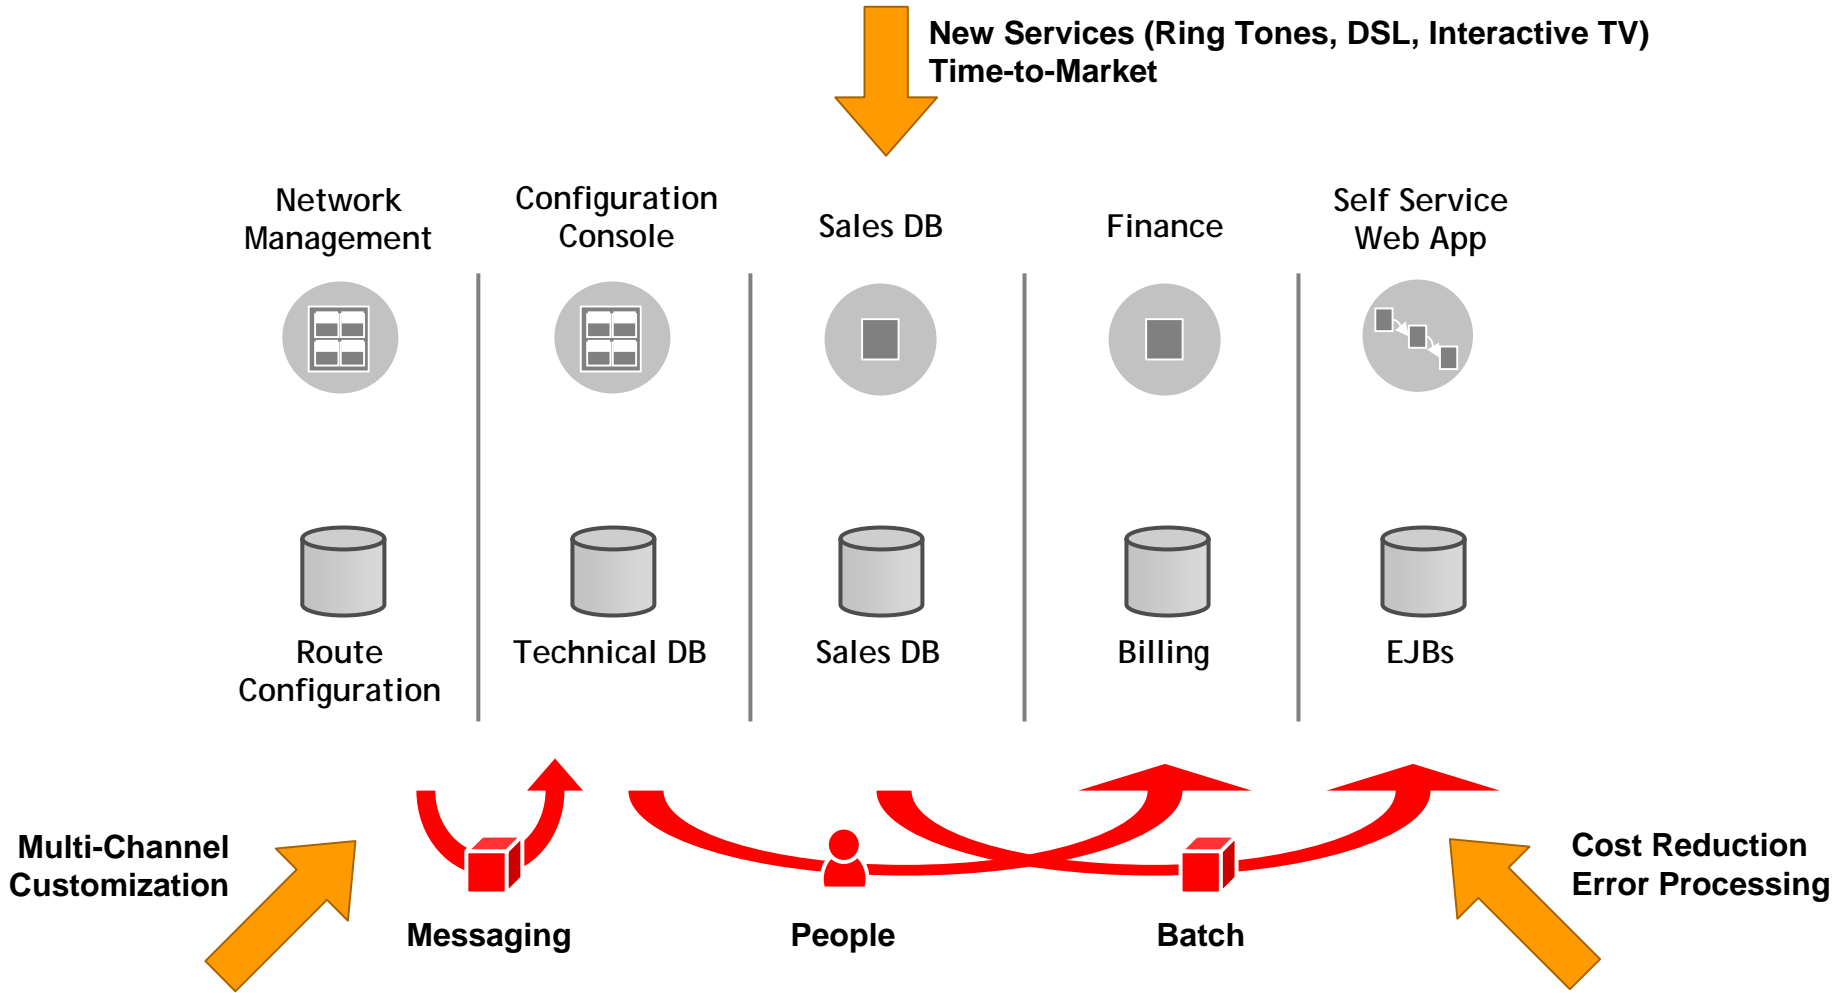 New Services (Ring Tones, DSL, Interactive TV)
Time-to-Market
Network
Management
Configuration
Console
Sales DB
Finance
Self Service
Web App
Route
Configuration
Technical DB
Sales DB
Billing
EJBs
Multi-Channel
Customization
Cost Reduction
Error Processing
Messaging
People
Batch